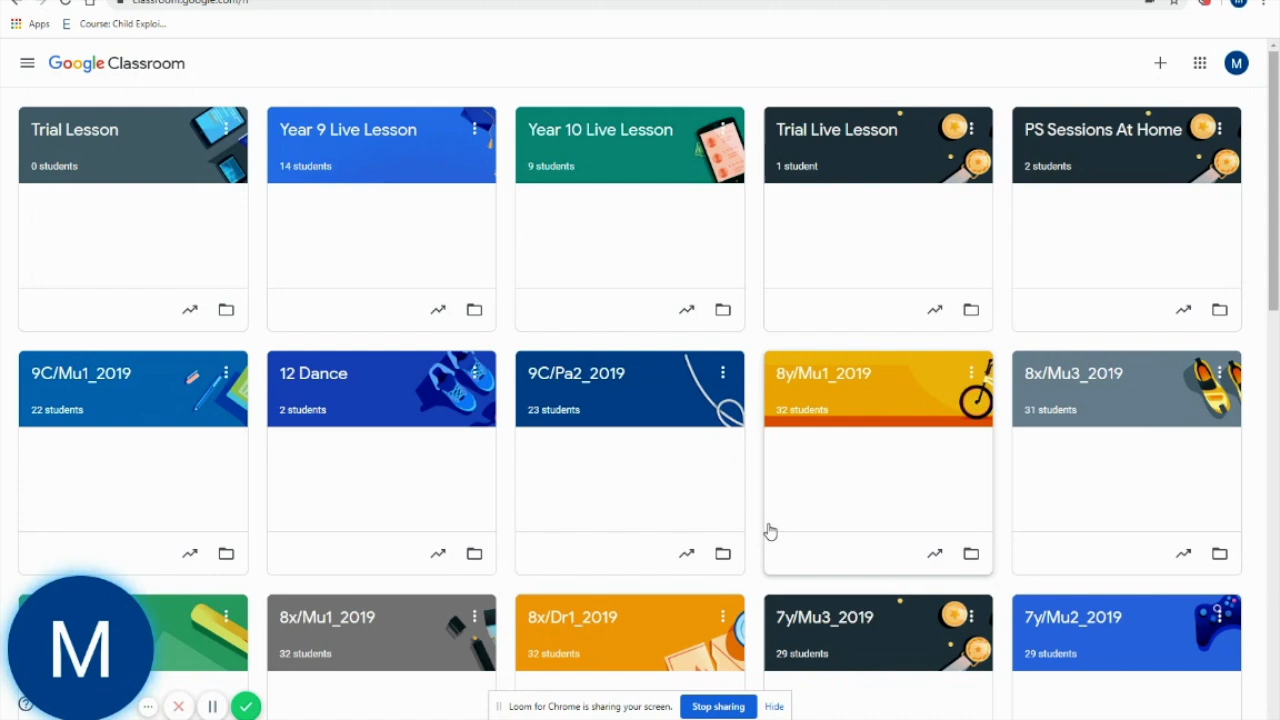 classroom.google.com/h
Apps
Course: Child Exploi...
Google Classroom
M
Trial Lesson
0 students
Year 9 Live Lesson
14 students
Year 10 Live Lesson
9 students
Trial Live Lesson
1 student
PS Sessions At Home
2 students
9C/Mu1_2019
22 students
12 Dance
2 students
9C/Pa2_2019
23 students
8y/Mu1_2019
32 students
8x/Mu3_2019
31 students
8x/Mu1_2019
32 students
8x/Dr1_2019
32 students
7y/Mu3_2019
29 students
7y/Mu2_2019
29 students
M
Loom for Chrome is sharing your screen.
Stop sharing
Hide